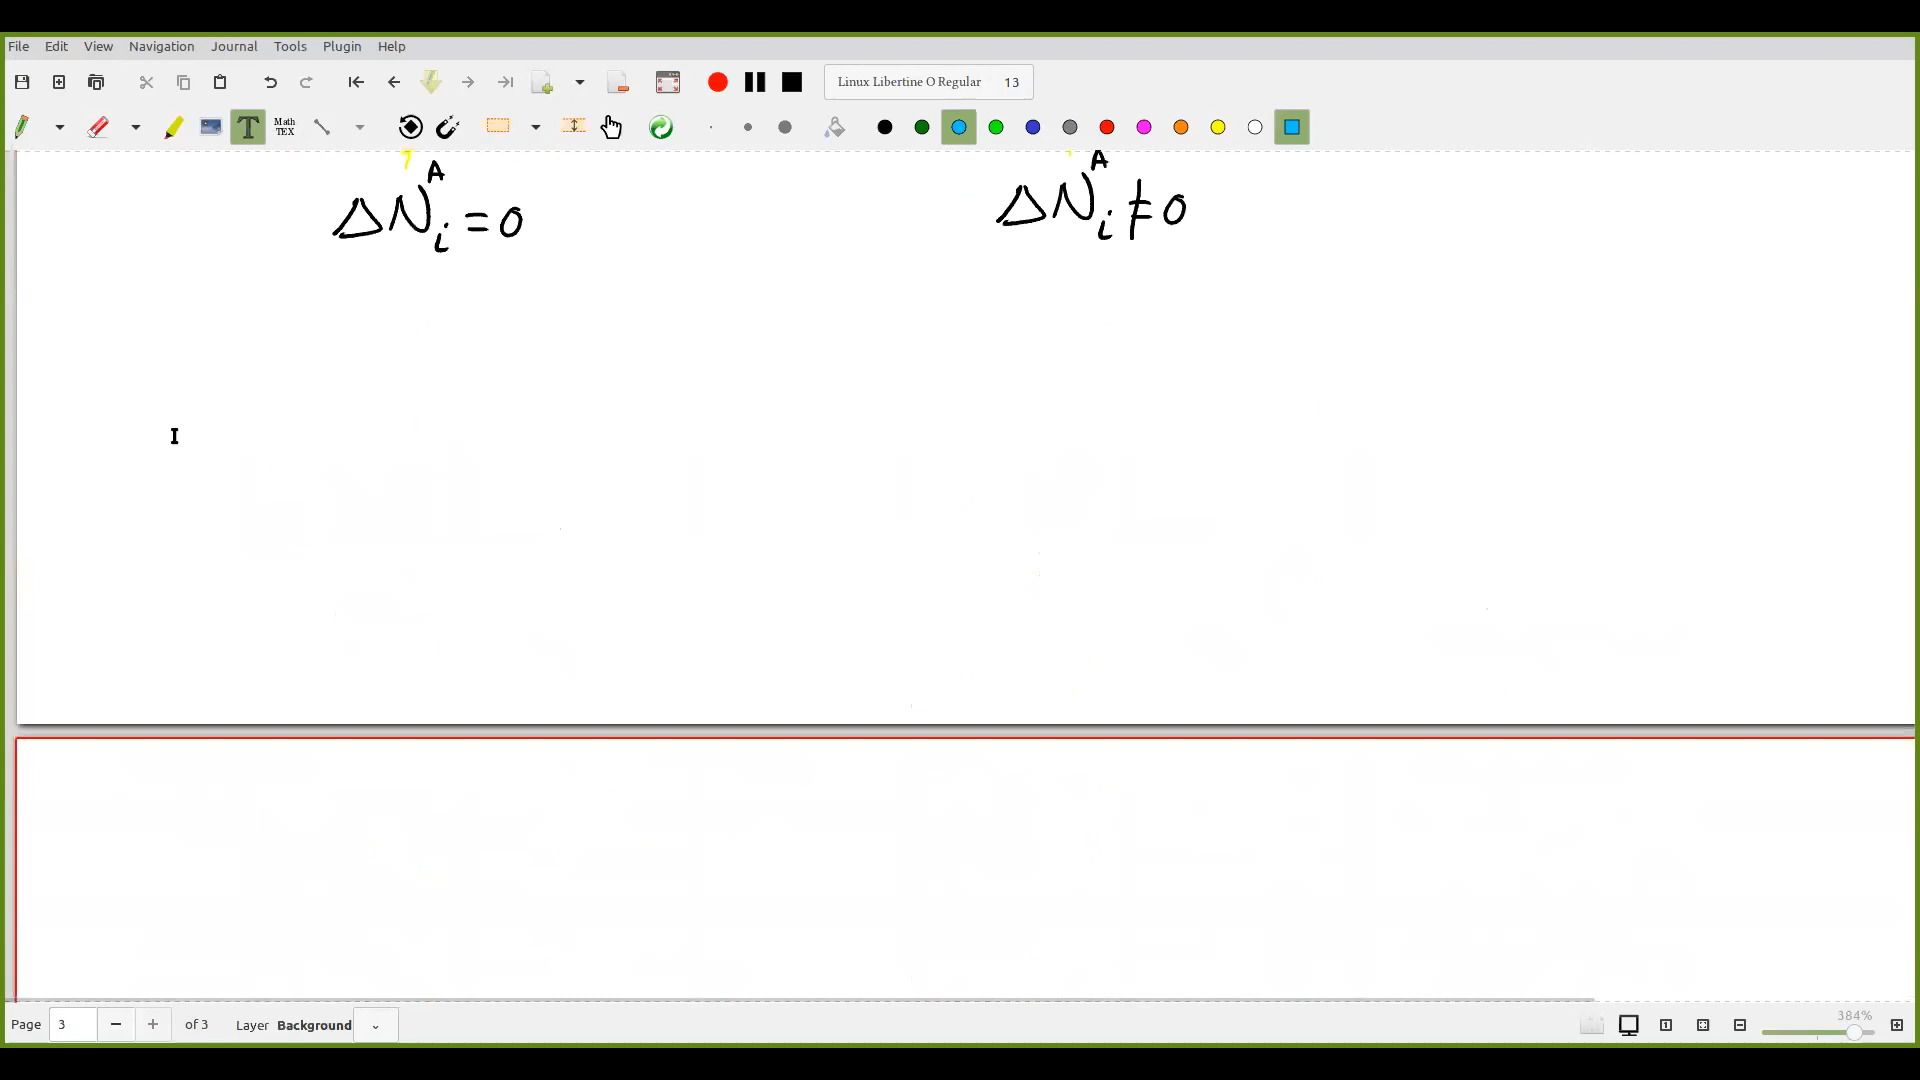 File Edit View Navigation Journal Tools Plugin Help
Linux Libertine O Regular 13
T Math TEX
ΔN_i^A = 0
ΔN_i^A ≠ 0
Page 3 of 3 Layer Background 384%